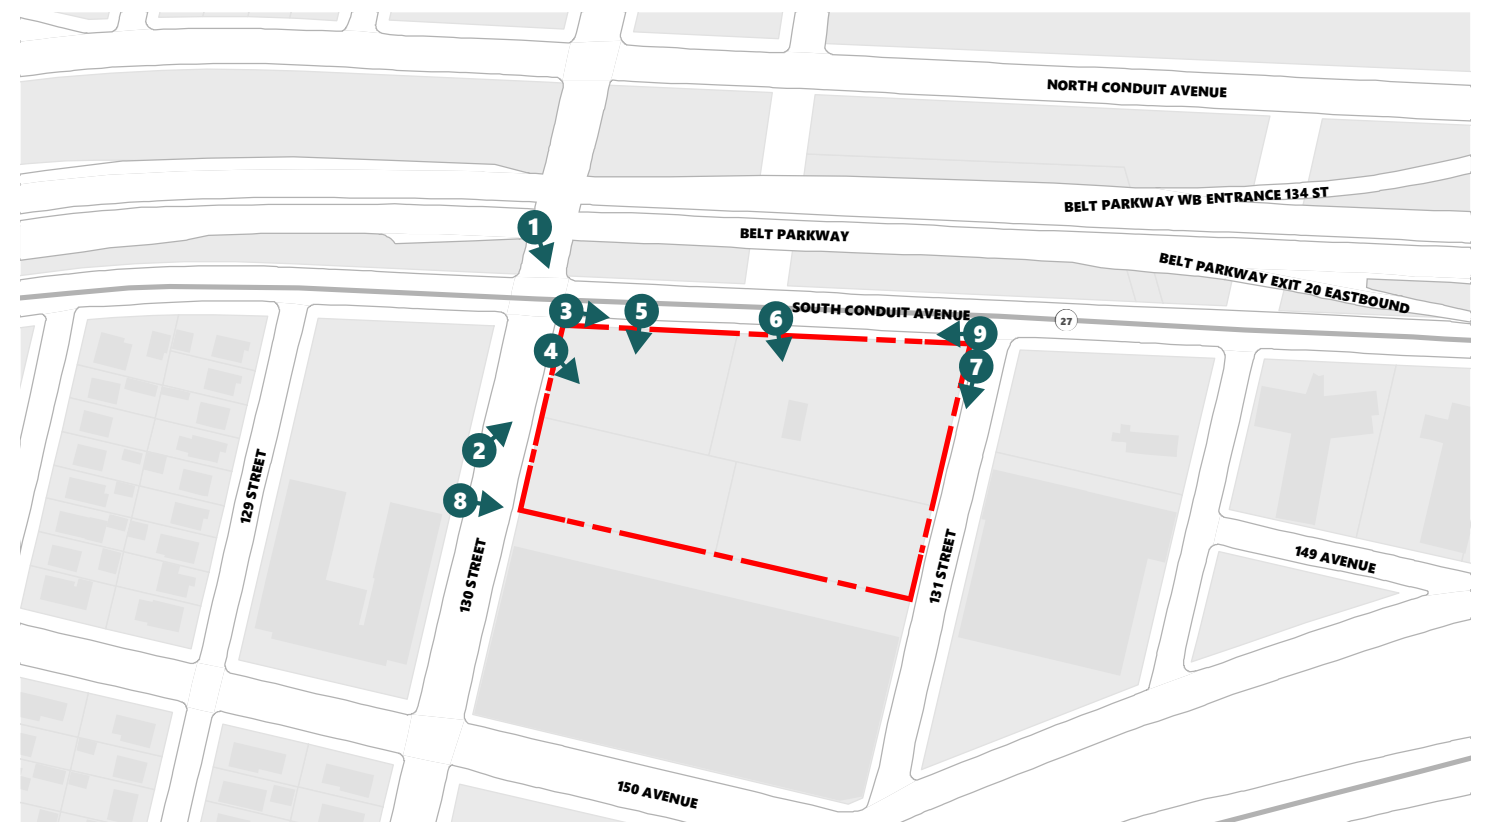 NORTH CONDUIT AVENUE
BELT PARKWAY WB ENTRANCE 134 ST
1
BELT PARKWAY
BELT PARKWAY EXIT 20 EASTBOUND
3
5
6
SOUTH CONDUIT AVENUE
27
9
4
7
2
8
129 STREET
130 STREET
131 STREET
149 AVENUE
150 AVENUE